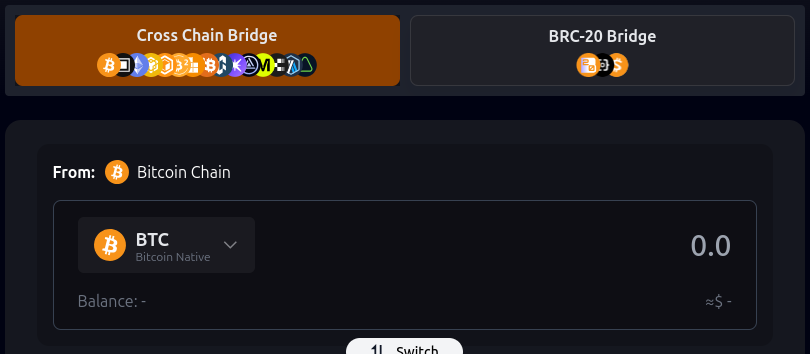 Cross Chain Bridge
BRC-20 Bridge
From: Bitcoin Chain
BTC
Bitcoin Native
0.0
Balance: -
≈$ -
Switch